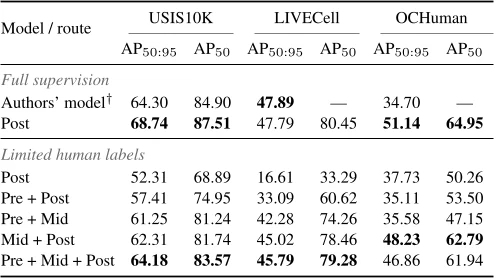 Model / route USIS10K LIVECell OCHuman
AP50:95 AP50 AP50:95 AP50 AP50:95 AP50
Full supervision
Authors' model† 64.30 84.90 47.89 — 34.70 —
Post 68.74 87.51 47.79 80.45 51.14 64.95
Limited human labels
Post 52.31 68.89 16.61 33.29 37.73 50.26
Pre + Post 57.41 74.95 33.09 60.62 35.11 53.50
Pre + Mid 61.25 81.24 42.28 74.26 35.58 47.15
Mid + Post 62.31 81.74 45.02 78.46 48.23 62.79
Pre + Mid + Post 64.18 83.57 45.79 79.28 46.86 61.94